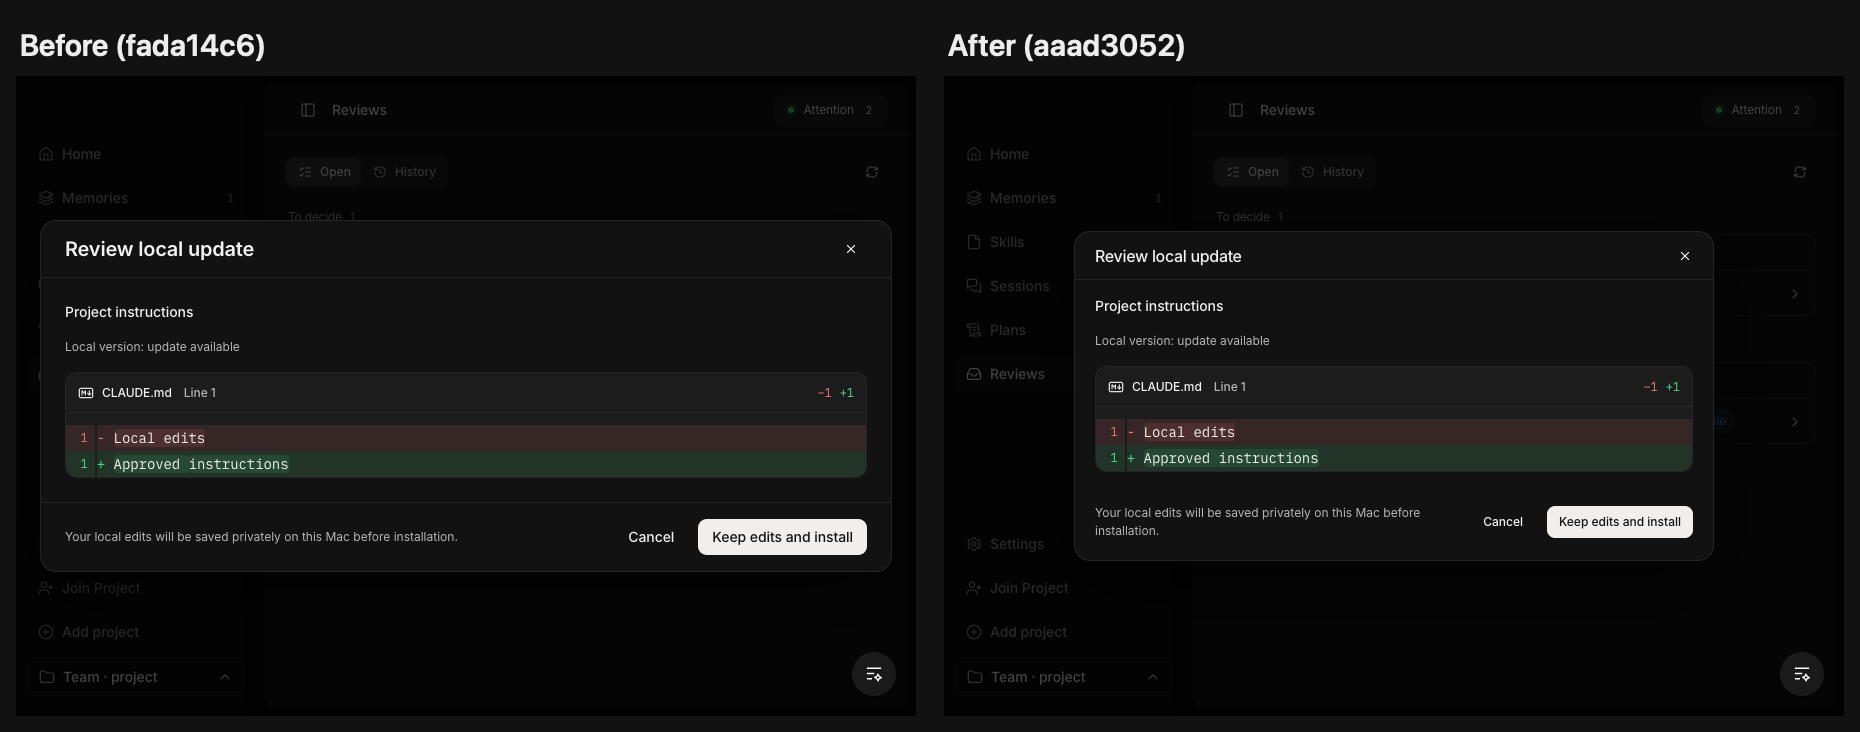 Before (fada14c6)
Reviews
Attention 2
Home
Open
History
Memories 1
To decide 1
Review local update
Project instructions
Local version: update available
CLAUDE.md Line 1 −1 +1
1 - Local edits
1 + Approved instructions
Your local edits will be saved privately on this Mac before installation.
Cancel
Keep edits and install
Join Project
Add project
Team · project
After (aaad3052)
Reviews
Attention 2
Home
Open
History
Memories 1
To decide 1
Skills
Sessions
Plans
Reviews
Review local update
Project instructions
Local version: update available
CLAUDE.md Line 1 −1 +1
1 - Local edits
1 + Approved instructions
Your local edits will be saved privately on this Mac before
installation.
Cancel
Keep edits and install
Settings
Join Project
Add project
Team · project